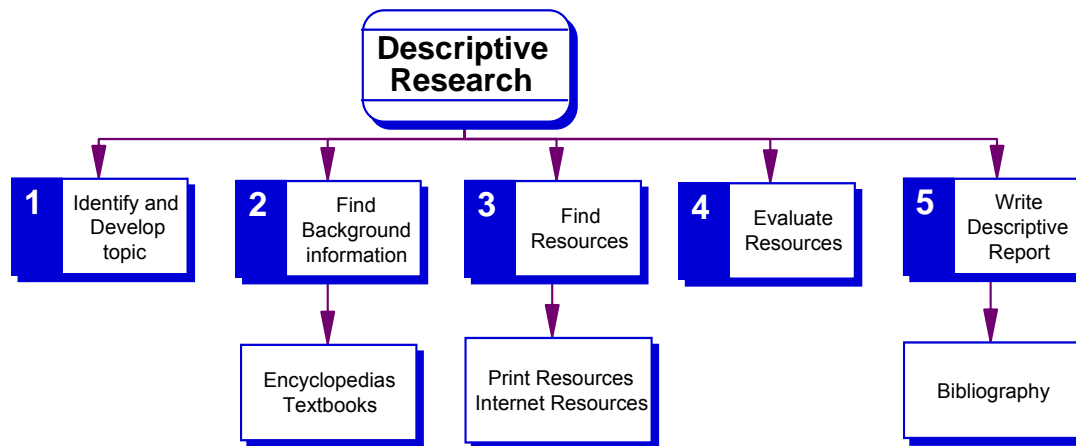 Descriptive
Research
1
Identify and
Develop
topic
2
Find
Background
information
3
Find
Resources
4
Evaluate
Resources
5
Write
Descriptive
Report
Encyclopedias
Textbooks
Print Resources
Internet Resources
Bibliography